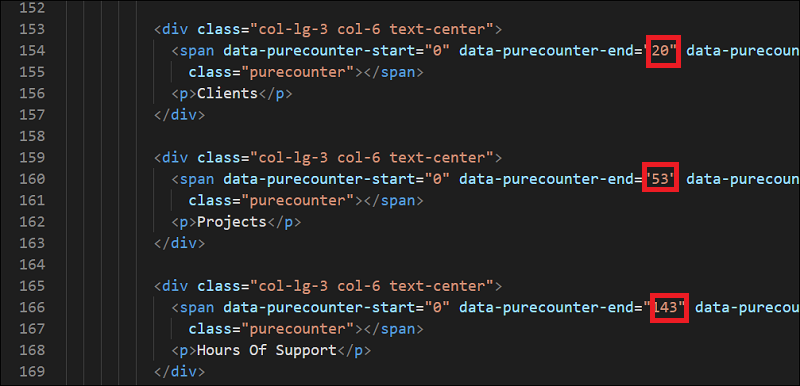 152
153 <div class="col-lg-3 col-6 text-center">
154 <span data-purecounter-start="0" data-purecounter-end="20" data-purecoun
155 class="purecounter"></span>
156 <p>Clients</p>
157 </div>
158
159 <div class="col-lg-3 col-6 text-center">
160 <span data-purecounter-start="0" data-purecounter-end="53" data-purecoun
161 class="purecounter"></span>
162 <p>Projects</p>
163 </div>
164
165 <div class="col-lg-3 col-6 text-center">
166 <span data-purecounter-start="0" data-purecounter-end="143" data-purecou
167 class="purecounter"></span>
168 <p>Hours Of Support</p>
169 </div>